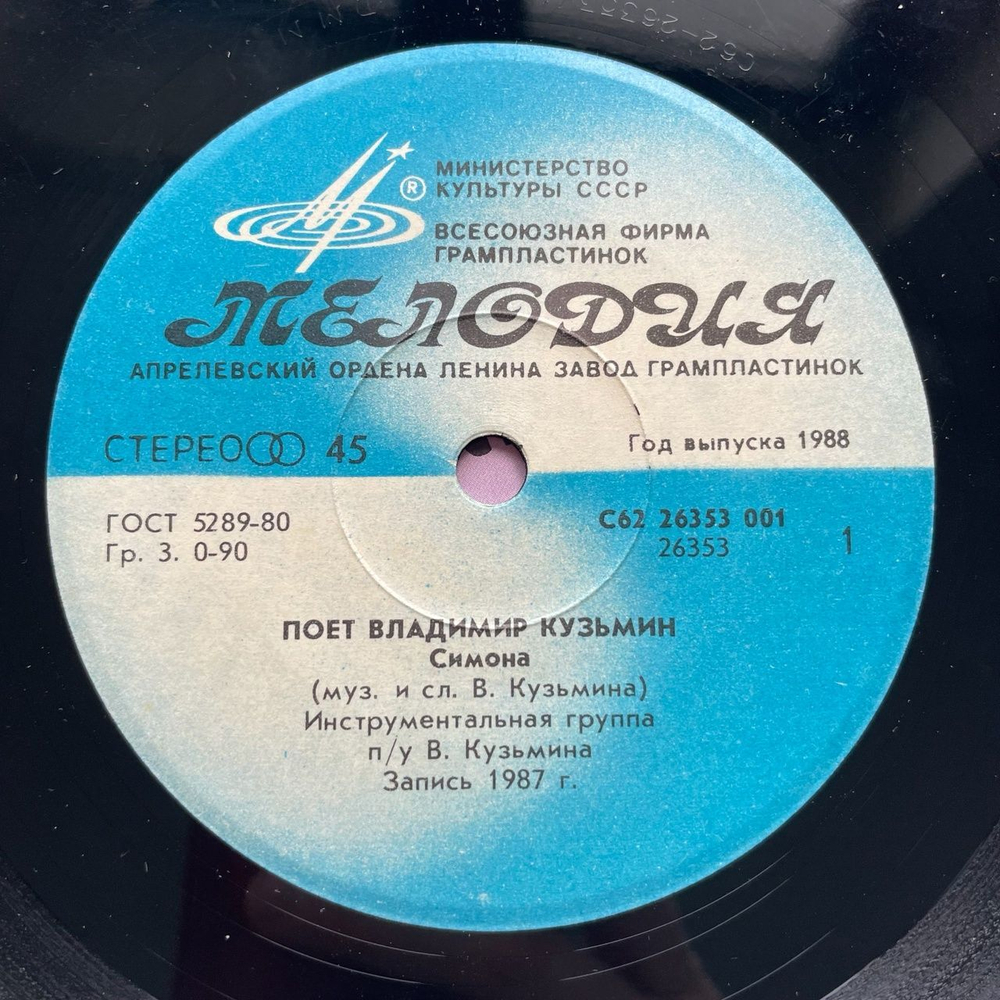 С62-26353
МИНИСТЕРСТВО
КУЛЬТУРЫ СССР
®
ВСЕСОЮЗНАЯ ФИРМА
ГРАМПЛАСТИНОК
МЕЛОДИЯ
АПРЕЛЕВСКИЙ ОРДЕНА ЛЕНИНА ЗАВОД ГРАМПЛАСТИНОК
СТЕРЕО 45
Год выпуска 1988
ГОСТ 5289-80
Гр. 3. 0-90
С62 26353 001
26353
1
ПОЕТ ВЛАДИМИР КУЗЬМИН
Симона
(муз. и сл. В. Кузьмина)
Инструментальная группа
п/у В. Кузьмина
Запись 1987 г.